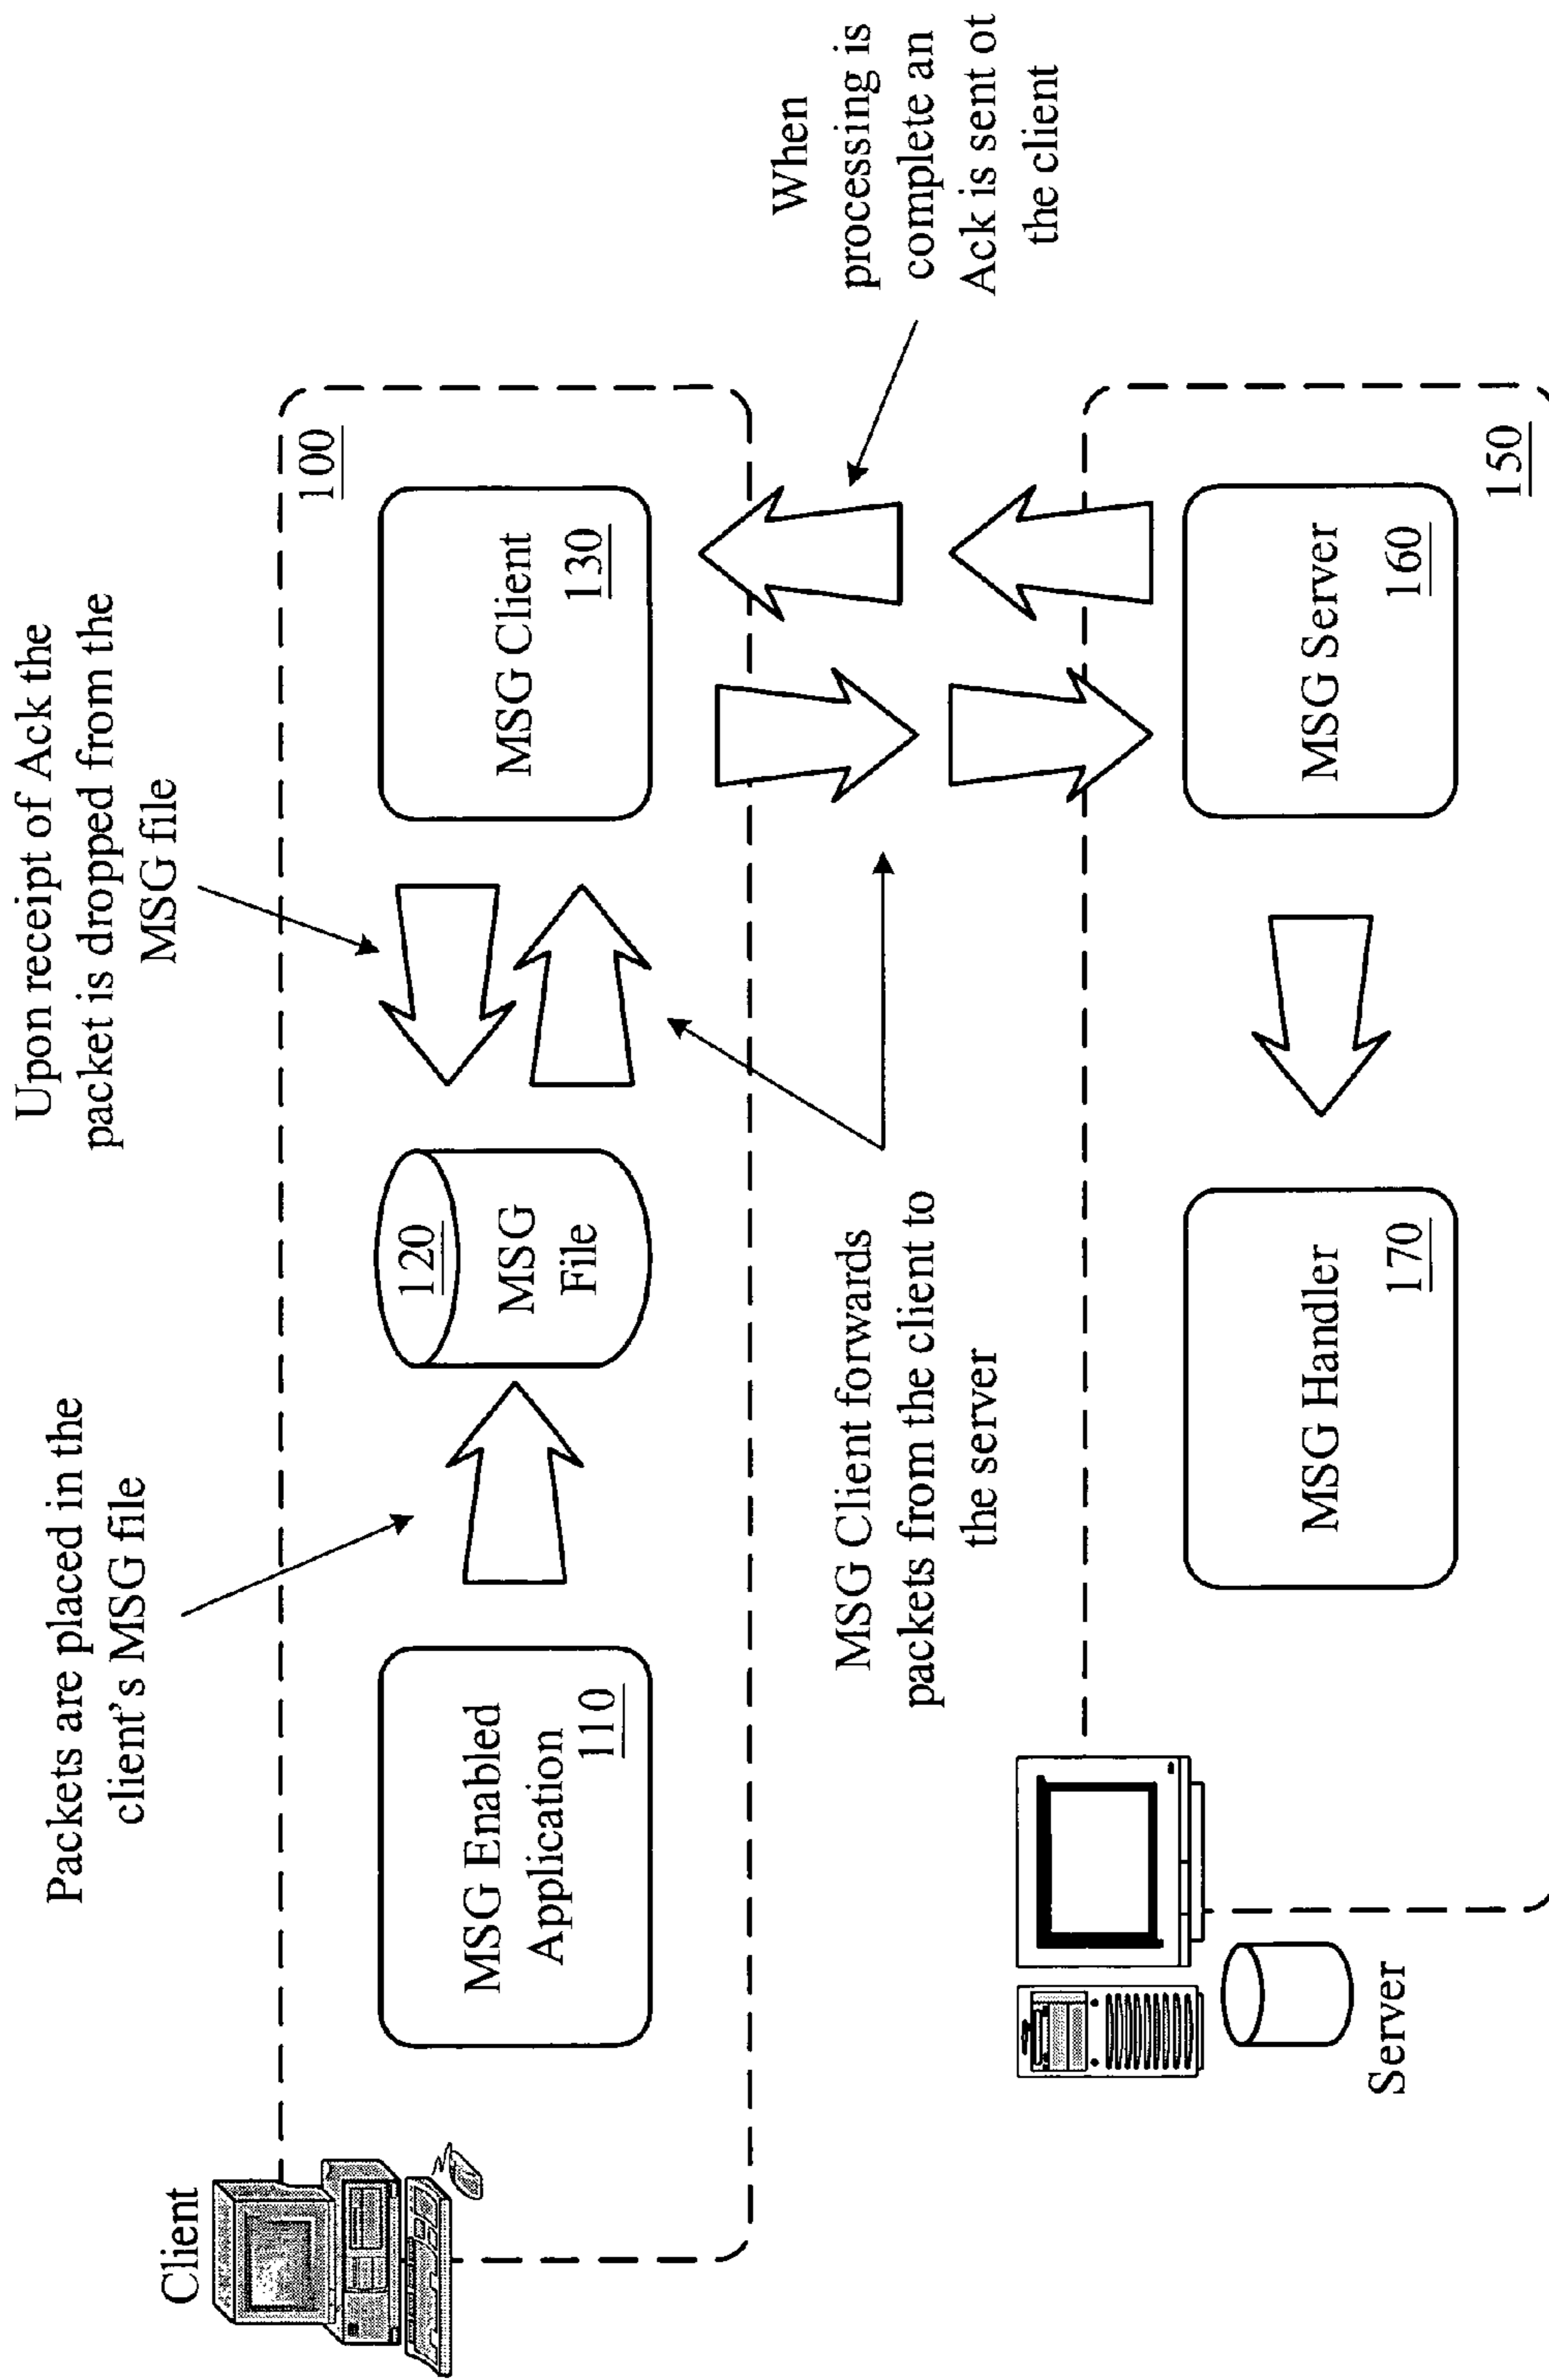 Client
Packets are placed in the
client's MSG file
Upon receipt of Ack the
packet is dropped from the
MSG file
100
MSG Enabled
Application
110
120
MSG
File
MSG Client
130
MSG Client forwards
packets from the client to
the server
When
processing is
complete an
Ack is sent ot
the client
Server
MSG Handler
170
MSG Server
160
150